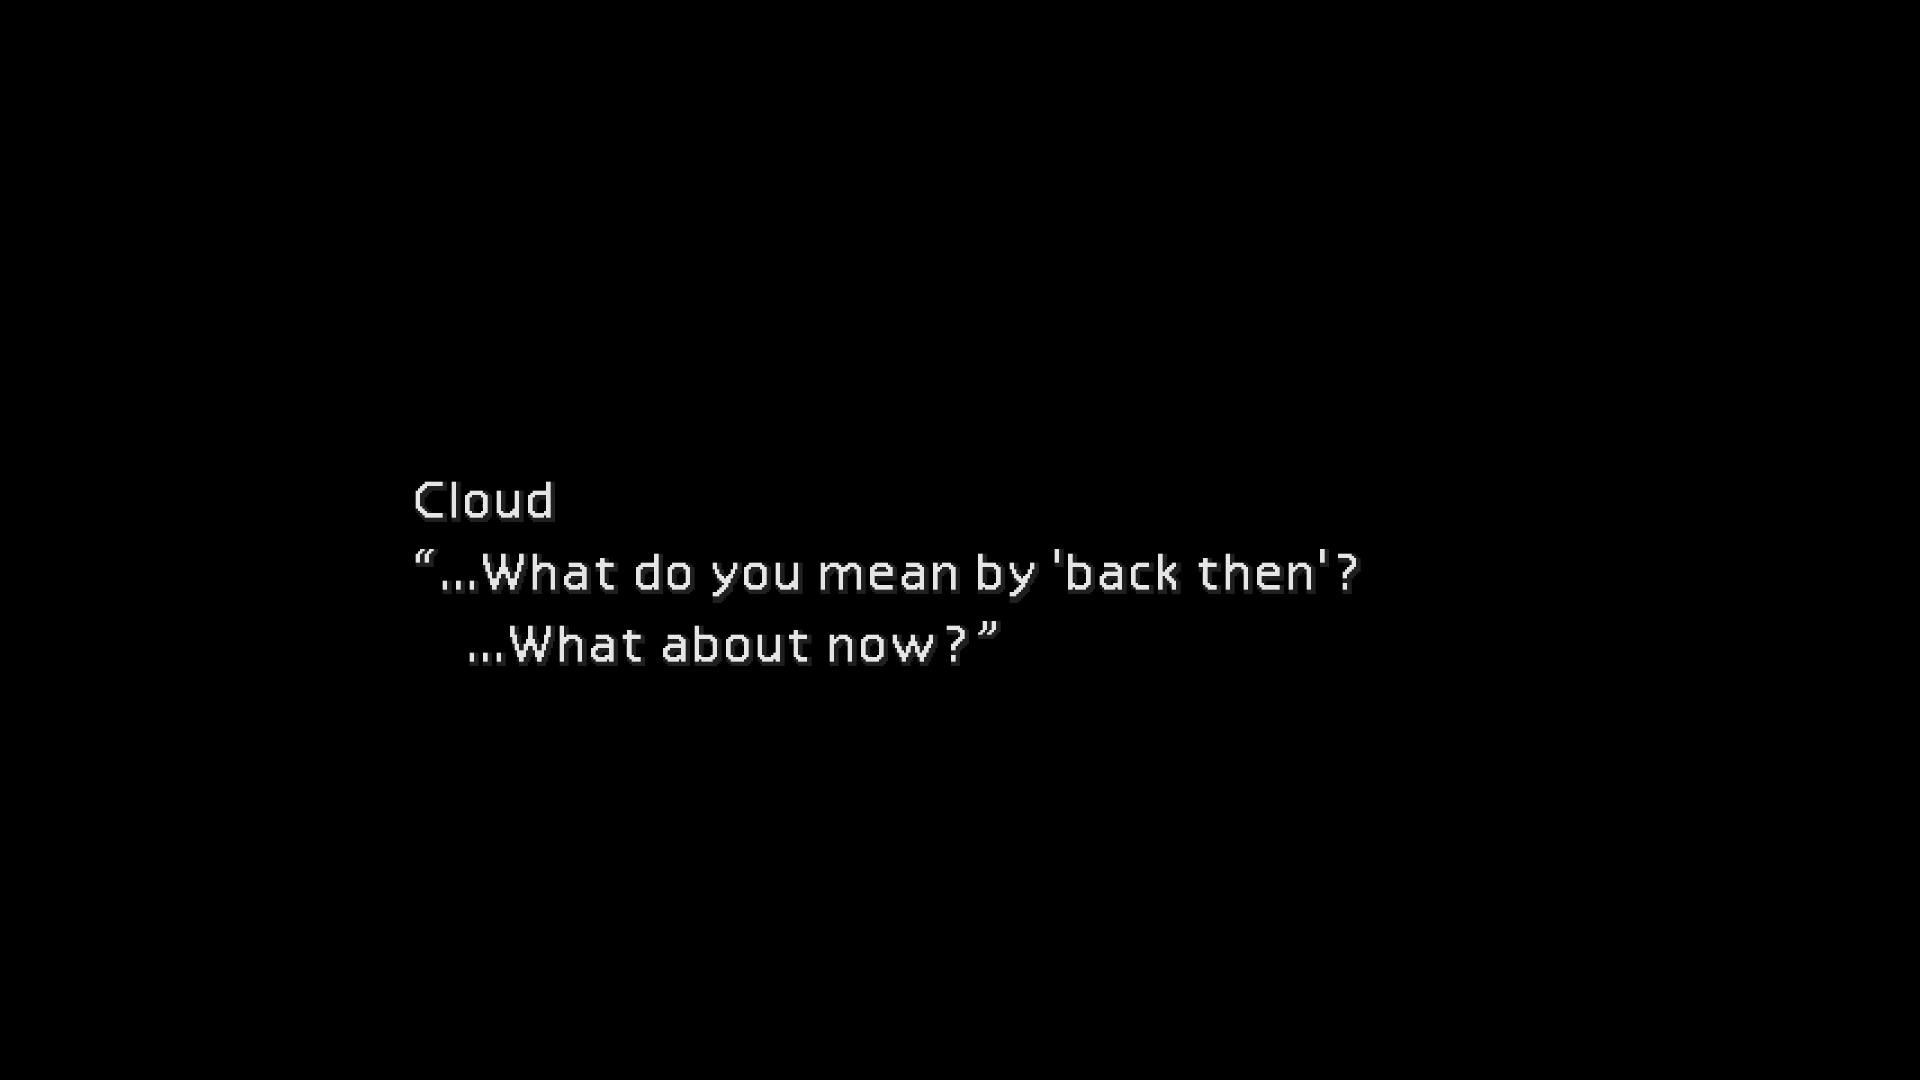 Cloud
“...What do you mean by 'back then'?
...What about now?”